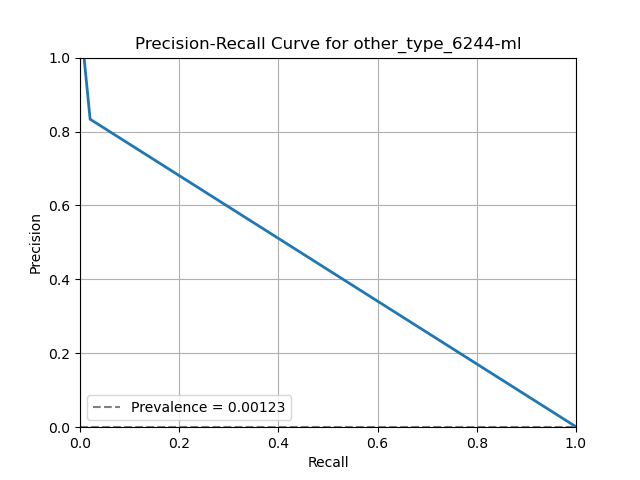 Precision-Recall Curve for other_type_6244-ml
1.0
0.8
0.6
0.4
0.2
0.0
Precision
Prevalence = 0.00123
0.0 0.2 0.4 0.6 0.8 1.0
Recall